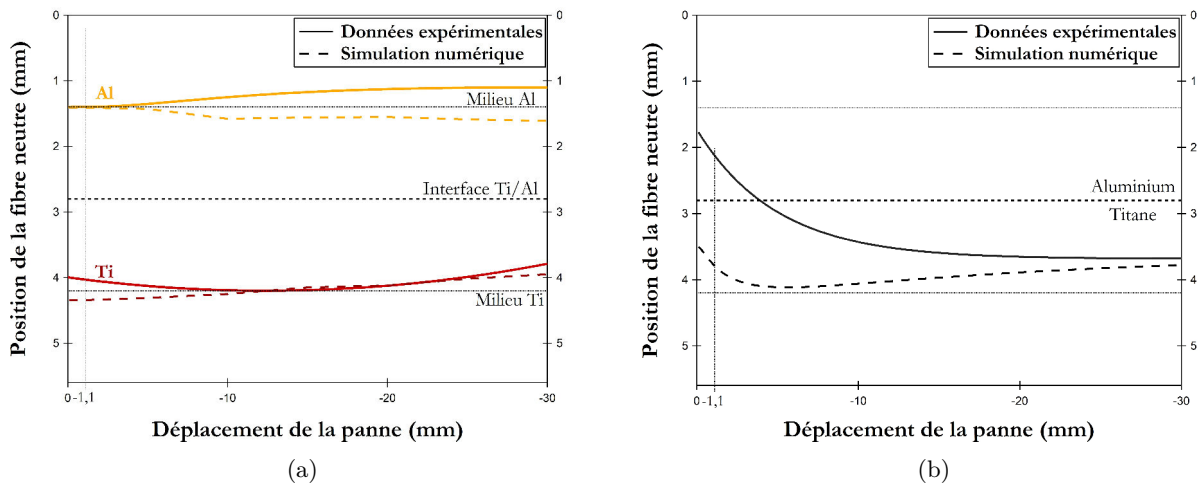 Données expérimentales
Simulation numérique
Position de la fibre neutre (mm)
0
1
2
3
4
5
0
1
2
3
4
5
Al
Milieu Al
Interface Ti/Al
Ti
Milieu Ti
0 -1,1
-10
-20
-30
Déplacement de la panne (mm)
(a)
Données expérimentales
Simulation numérique
Position de la fibre neutre (mm)
0
1
2
3
4
5
0
1
2
3
4
5
Aluminium
Titane
0 -1,1
-10
-20
-30
Déplacement de la panne (mm)
(b)